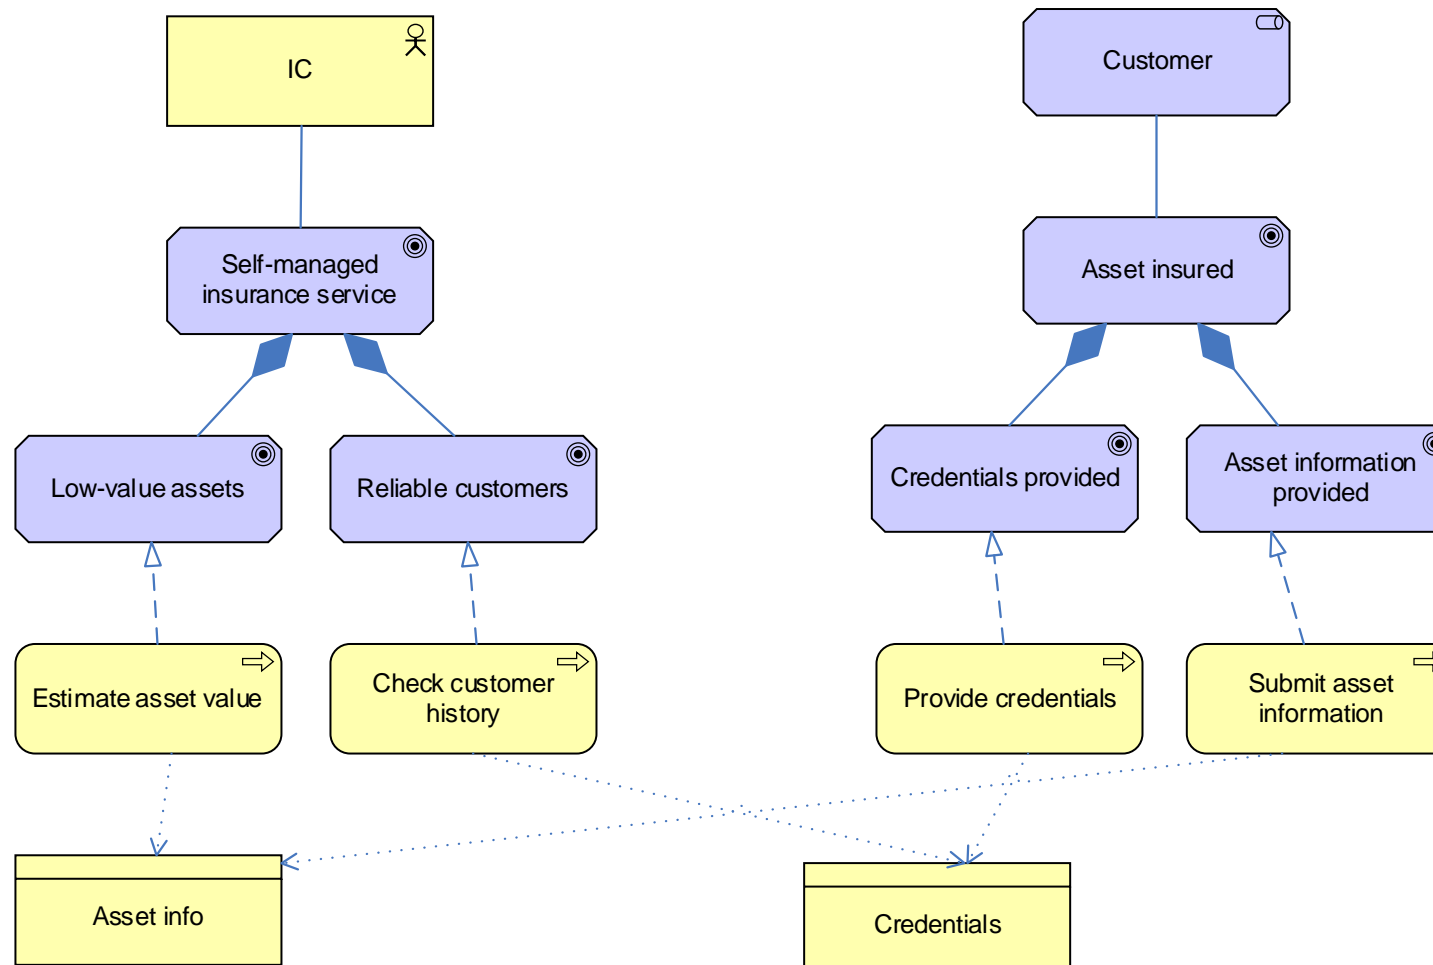 IC
Customer
Self-managed
insurance service
Asset insured
Low-value assets
Reliable customers
Credentials provided
Asset information
provided
Estimate asset value
Check customer
history
Provide credentials
Submit asset
information
Asset info
Credentials